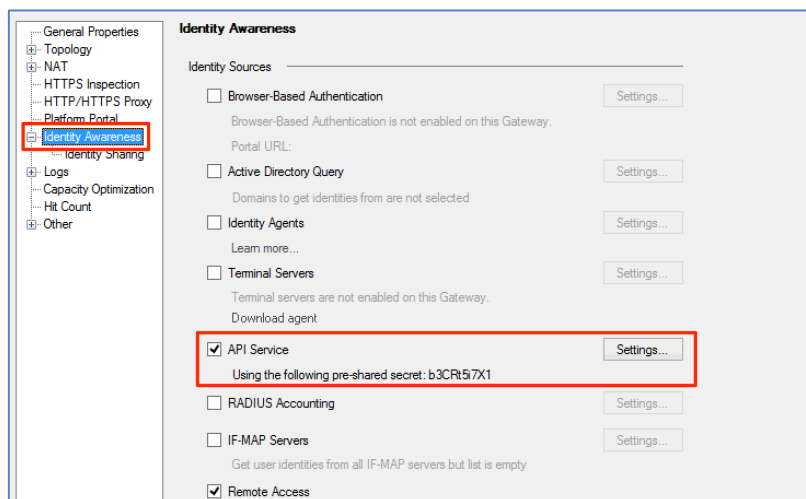 General Properties
Topology
NAT
HTTPS Inspection
HTTP/HTTPS Proxy
Platform Portal
Identity Awareness
Identity Sharing
Logs
Capacity Optimization
Hit Count
Other
Identity Awareness
Identity Sources
Browser-Based Authentication Settings...
Browser-Based Authentication is not enabled on this Gateway.
Portal URL:
Active Directory Query Settings...
Domains to get identities from are not selected
Identity Agents Settings...
Learn more...
Terminal Servers Settings...
Terminal servers are not enabled on this Gateway.
Download agent
API Service Settings...
Using the following pre-shared secret: b3CRt5i7X1
RADIUS Accounting Settings...
IF-MAP Servers Settings...
Get user identities from all IF-MAP servers but list is empty
Remote Access